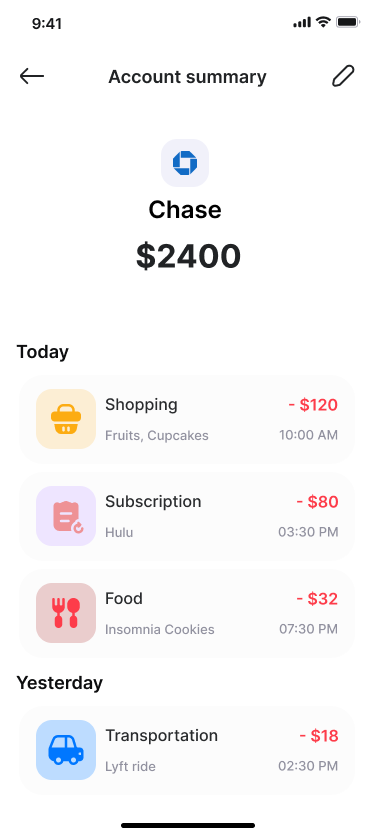 9:41
Account summary
Chase
$2400
Today
Shopping - $120
Fruits, Cupcakes 10:00 AM
Subscription - $80
Hulu 03:30 PM
Food - $32
Insomnia Cookies 07:30 PM
Yesterday
Transportation - $18
Lyft ride 02:30 PM